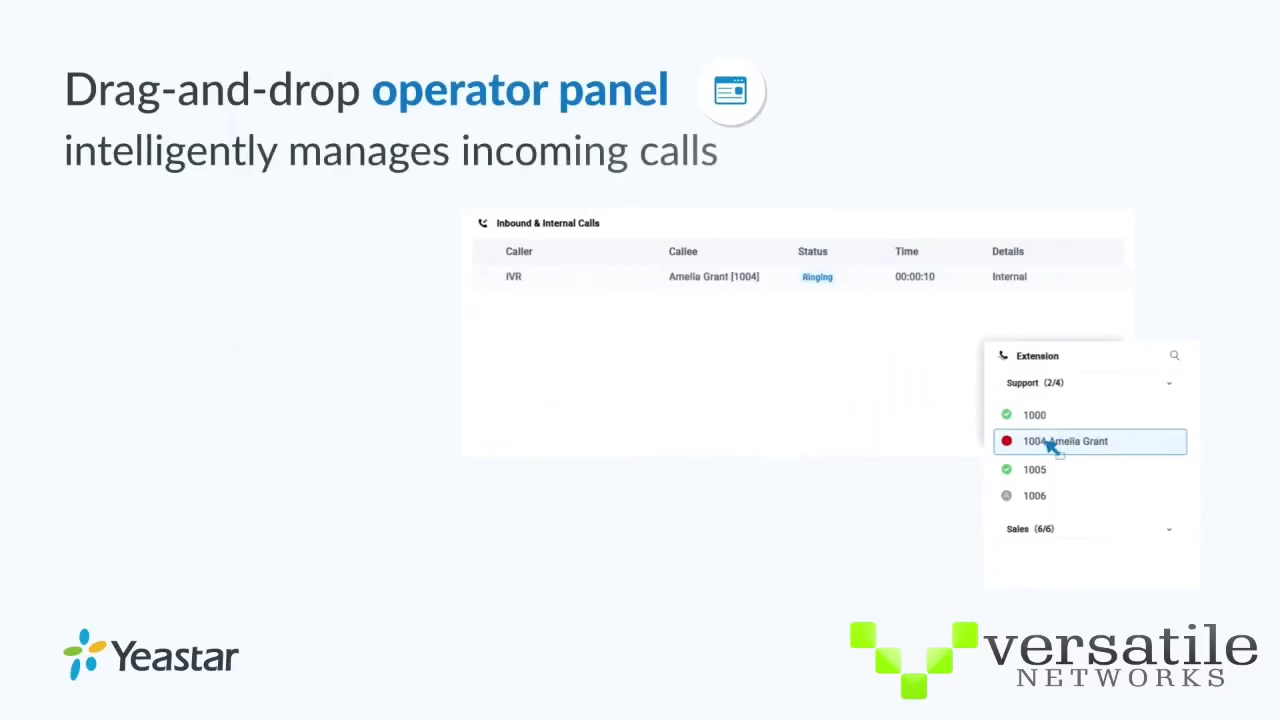 Drag-and-drop operator panel
intelligently manages incoming calls
Inbound & Internal Calls
Caller Callee Status Time Details
IVR Amelia Grant [1004] Ringing 00:00:10 Internal
Extension
Support (2/4)
1000
1004 Amelia Grant
1005
1006
Sales (6/6)
Yeastar
versatile
NETWORKS